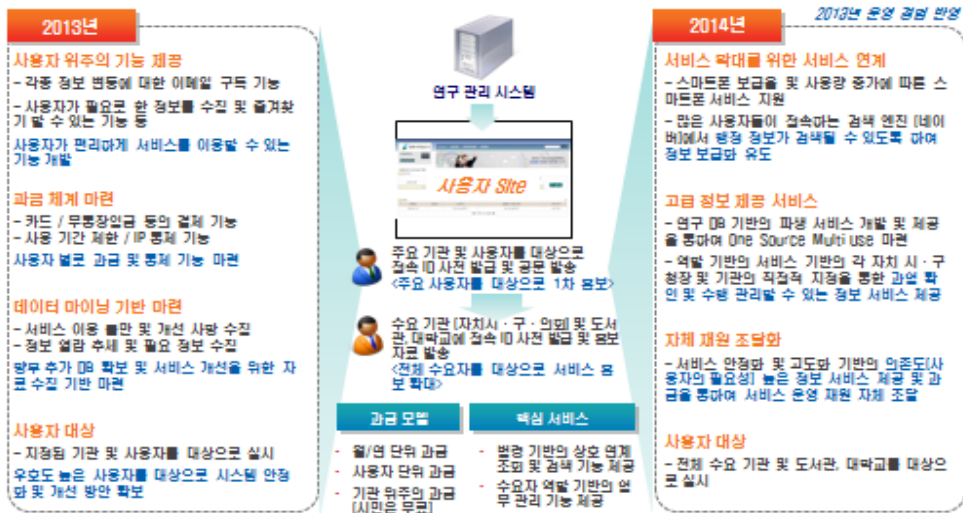 2013년
사용자 위주의 기능 제공
- 각종 정보 변동에 대한 이메일 구독 기능
- 사용자가 필요로 한 정보를 수집 및 즐겨찾
기 할 수 있는 기능 등
사용자가 편리하게 서비스를 이용할 수 있는
기능 개발
과금 체계 마련
- 카드 / 무통장입금 등의 결제 기능
- 사용 기간 제한 / IP 통제 기능
사용자 별로 과금 및 통제 기능 마련
데이터 마이닝 기반 마련
- 서비스 이용 불만 및 개선 사항 수집
- 정보 열람 추세 및 필요 정보 수집
향후 추가 DB 확보 및 서비스 개선을 위한 자
료 수집 기반 마련
사용자 대상
- 지정된 기관 및 사용자를 대상으로 실시
우호도 높은 사용자를 대상으로 시스템 안정
화 및 개선 방안 확보
연구 관리 시스템
사용자 Site
주요 기관 및 사용자를 대상으로
접속 ID 사전 발급 및 공문 발송
<주요 사용자를 대상으로 1차 홍보>
수요 기관 [자치시 · 구 · 의회] 및 도서
관, 대학교에 접속 ID 사전 발급 및 홍보
자료 발송
<전체 수요자를 대상으로 서비스 홍
보 확대>
과금 모델
- 월/연 단위 과금
- 사용자 단위 과금
- 기관 위주의 과금
[시민은 무료]
핵심 서비스
- 법령 기반의 상호 연계
조회 및 검색 기능 제공
- 수요자 역할 기반의 업
무 관리 기능 제공
2013년 운영 경험 반영
2014년
서비스 확대를 위한 서비스 연계
- 스마트폰 보급율 및 사용량 증가에 따른 스
마트폰 서비스 지원
- 많은 사용자들이 접속하는 검색 엔진 [네이
버]에서 행정 정보가 검색될 수 있도록 하여
정보 보급화 유도
고급 정보 제공 서비스
- 연구 DB 기반의 파생 서비스 개발 및 제공
을 통하여 One Source Multi use 마련
- 역할 기반의 서비스 기반의 각 자치 시 · 구
청장 및 기관의 직접적 지정을 통한 과업 확
인 및 수행 관리할 수 있는 정보 서비스 제공
자체 재원 조달화
- 서비스 안정화 및 고도화 기반의 의존도[사
용자의 필요성] 높은 정보 서비스 제공 및 과
금을 통하여 서비스 운영 재원 자체 조달
사용자 대상
- 전체 수요 기관 및 도서관, 대학교를 대상으
로 실시